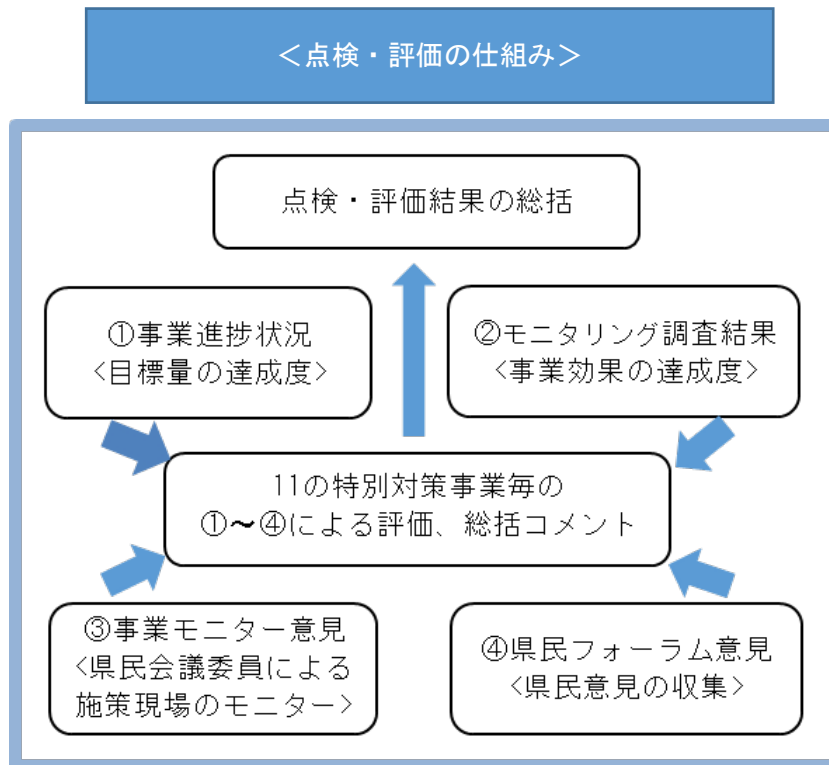 ＜点検・評価の仕組み＞
点検・評価結果の総括
①事業進捗状況
<目標量の達成度>
②モニタリング調査結果
<事業効果の達成度>
11の特別対策事業毎の
①～④による評価、総括コメント
③事業モニター意見
<県民会議委員による
施策現場のモニター>
④県民フォーラム意見
<県民意見の収集>